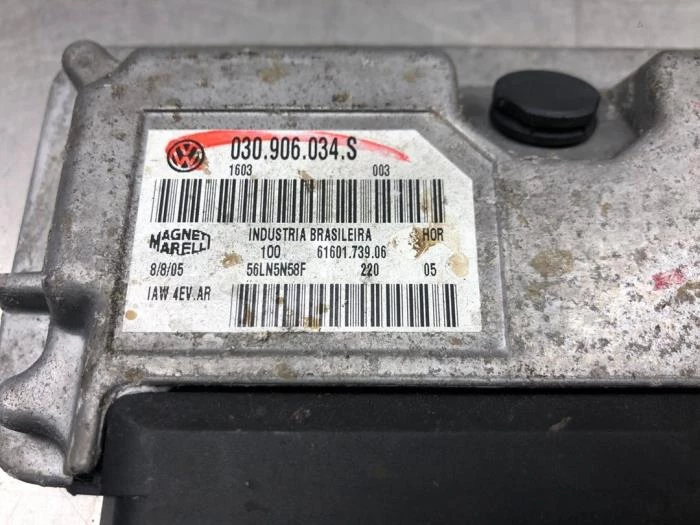 VW 030.906.034.S
1603 003
MAGNETI MARELLI INDUSTRIA BRASILEIRA HOR
100 61601.739.06
8/8/05 56LN5N58F 220 05
IAW 4EV.AR